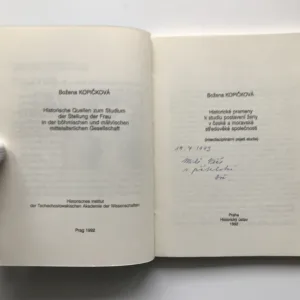 Božena KOPIČKOVÁ
Historische Quellen zum Studium
der Stellung der Frau
in der böhmischen und mährischen
mittelalterlichen Gesellschaft
Historisches Institut
der Tschechoslowakischen Akademie der Wissenschaften
Prag 1992
Božena KOPIČKOVÁ
Historické prameny
k studiu postavení ženy
v české a moravské
středověké společnosti
Praha
Historický ústav
1992